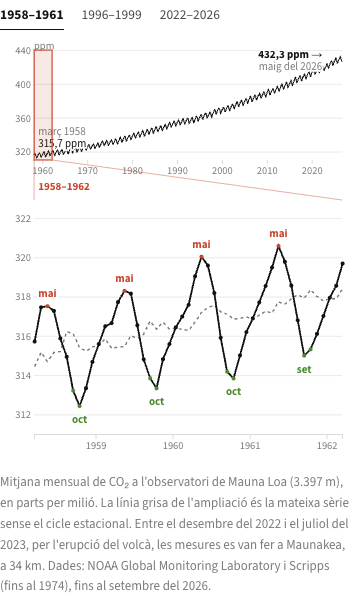 1958–1961 1996–1999 2022–2026
ppm
440
432,3 ppm →
maig del 2026
400
360
març 1958
315,7 ppm
320
1960 1970 1980 1990 2000 2010 2020
1958–1962
322
mai
mai
mai
mai
320
318
316
314
312
oct
oct
oct
set
1959 1960 1961 1962
Mitjana mensual de CO₂ a l'observatori de Mauna Loa (3.397 m),
en parts per milió. La línia grisa de l'ampliació és la mateixa sèrie
sense el cicle estacional. Entre el desembre del 2022 i el juliol del
2023, per l'erupció del volcà, les mesures es van fer a Maunakea,
a 34 km. Dades: NOAA Global Monitoring Laboratory i Scripps
(fins al 1974), fins al setembre del 2026.